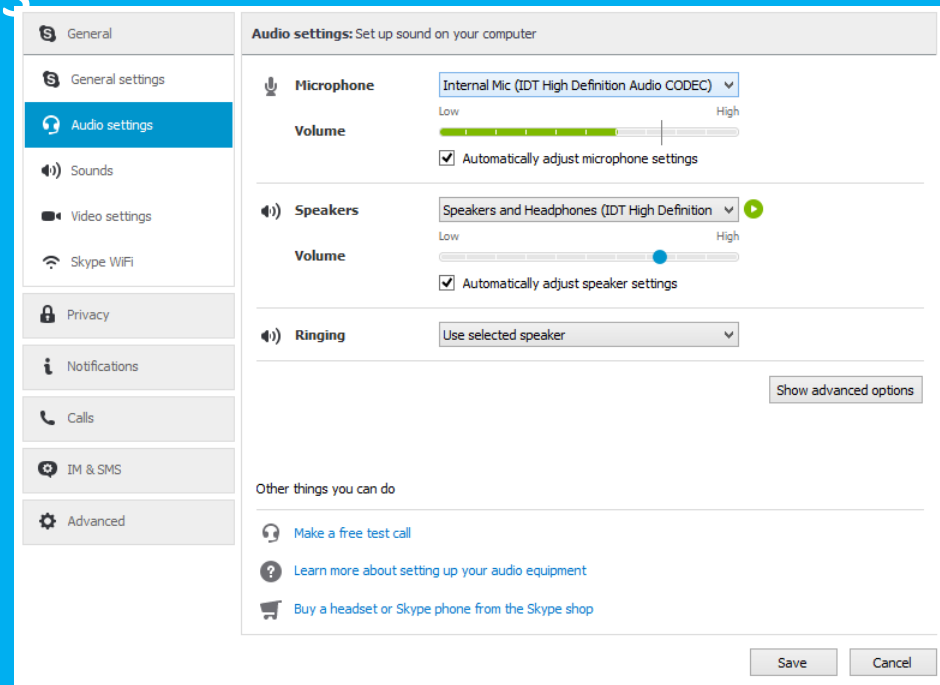 General
General settings
Audio settings
Sounds
Video settings
Skype WiFi
Privacy
Notifications
Calls
IM & SMS
Advanced
Audio settings: Set up sound on your computer
Microphone
Internal Mic (IDT High Definition Audio CODEC)
Low High
Volume
Automatically adjust microphone settings
Speakers
Speakers and Headphones (IDT High Definition
Low High
Volume
Automatically adjust speaker settings
Ringing
Use selected speaker
Show advanced options
Other things you can do
Make a free test call
Learn more about setting up your audio equipment
Buy a headset or Skype phone from the Skype shop
Save Cancel